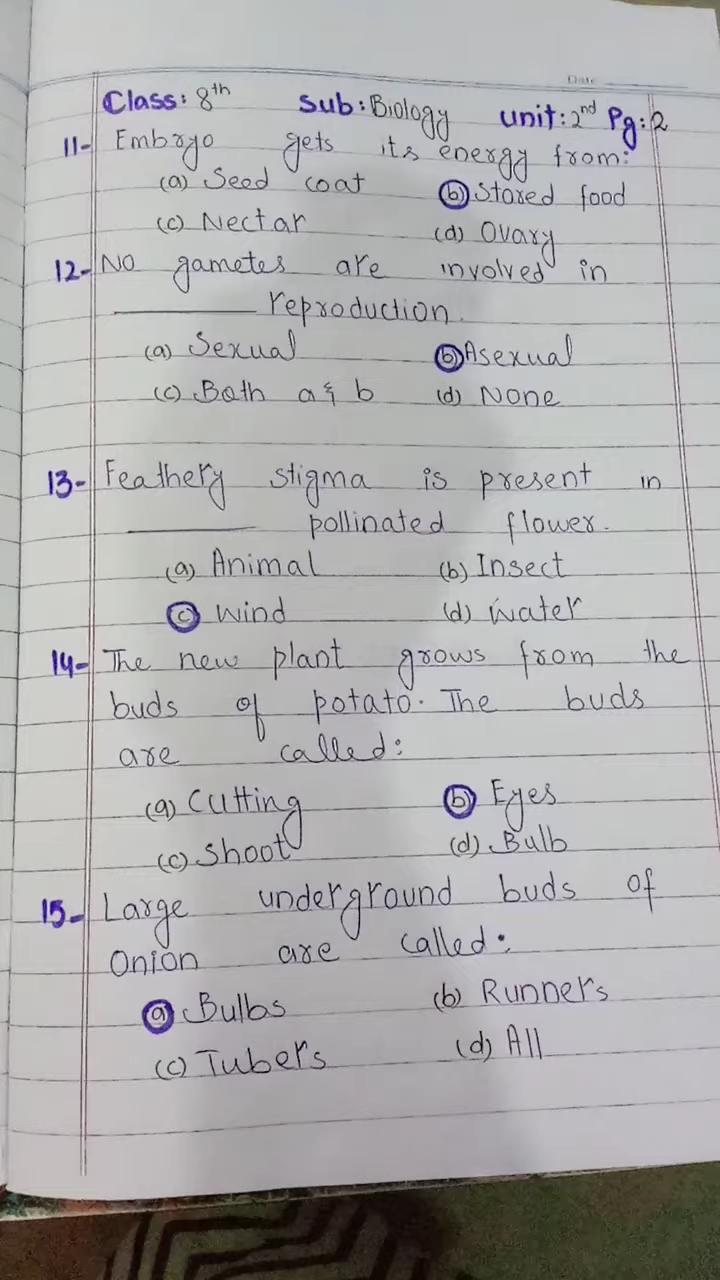 Date
Class: 8th Sub: Biology Unit: 2nd Pg: 2
11- Embryo gets its energy from:
(a) Seed coat (b) Stored food
(c) Nectar (d) Ovary
12- No gametes are involved in
________ reproduction.
(a) Sexual (b) Asexual
(c) Both a & b (d) None
13- Feathery stigma is present in
________ pollinated flower.
(a) Animal (b) Insect
(c) Wind (d) Water
14- The new plant grows from the
buds of potato. The buds
are called:
(a) Cutting (b) Eyes
(c) Shoot (d) Bulb
15- Large underground buds of
Onion are called:
(a) Bulbs (b) Runners
(c) Tubers (d) All